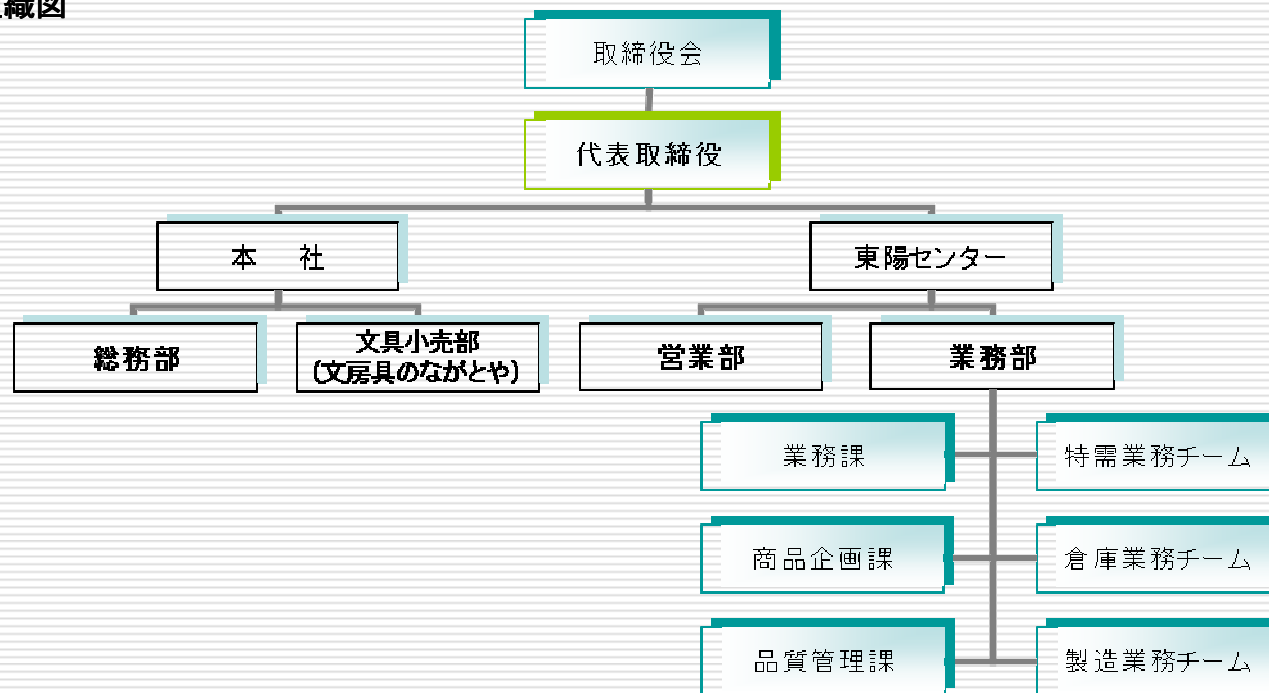 織図
取締役会
代表取締役
本　社
東陽センター
総務部
文具小売部
(文房具のながとや)
営業部
業務部
業務課
特需業務チーム
商品企画課
倉庫業務チーム
品質管理課
製造業務チーム